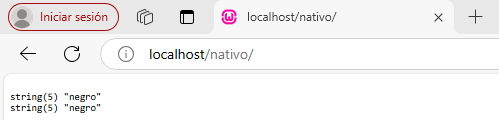 Iniciar sesión
localhost/nativo/
localhost/nativo/
string(5) "negro"
string(5) "negro"